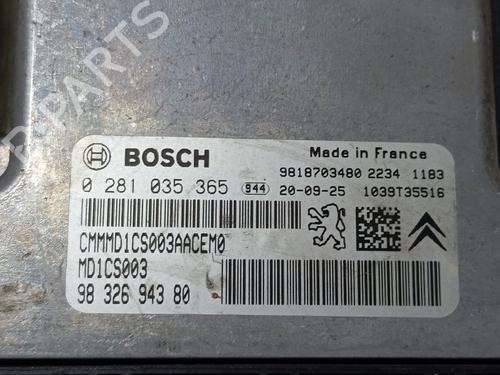 B-PARTS
BOSCH
Made in France
9818703480 2234 1183
0 281 035 365 944 20-09-25 1039T35516
CMMMD1CS003AACEM0
MD1CS003
98 326 943 80